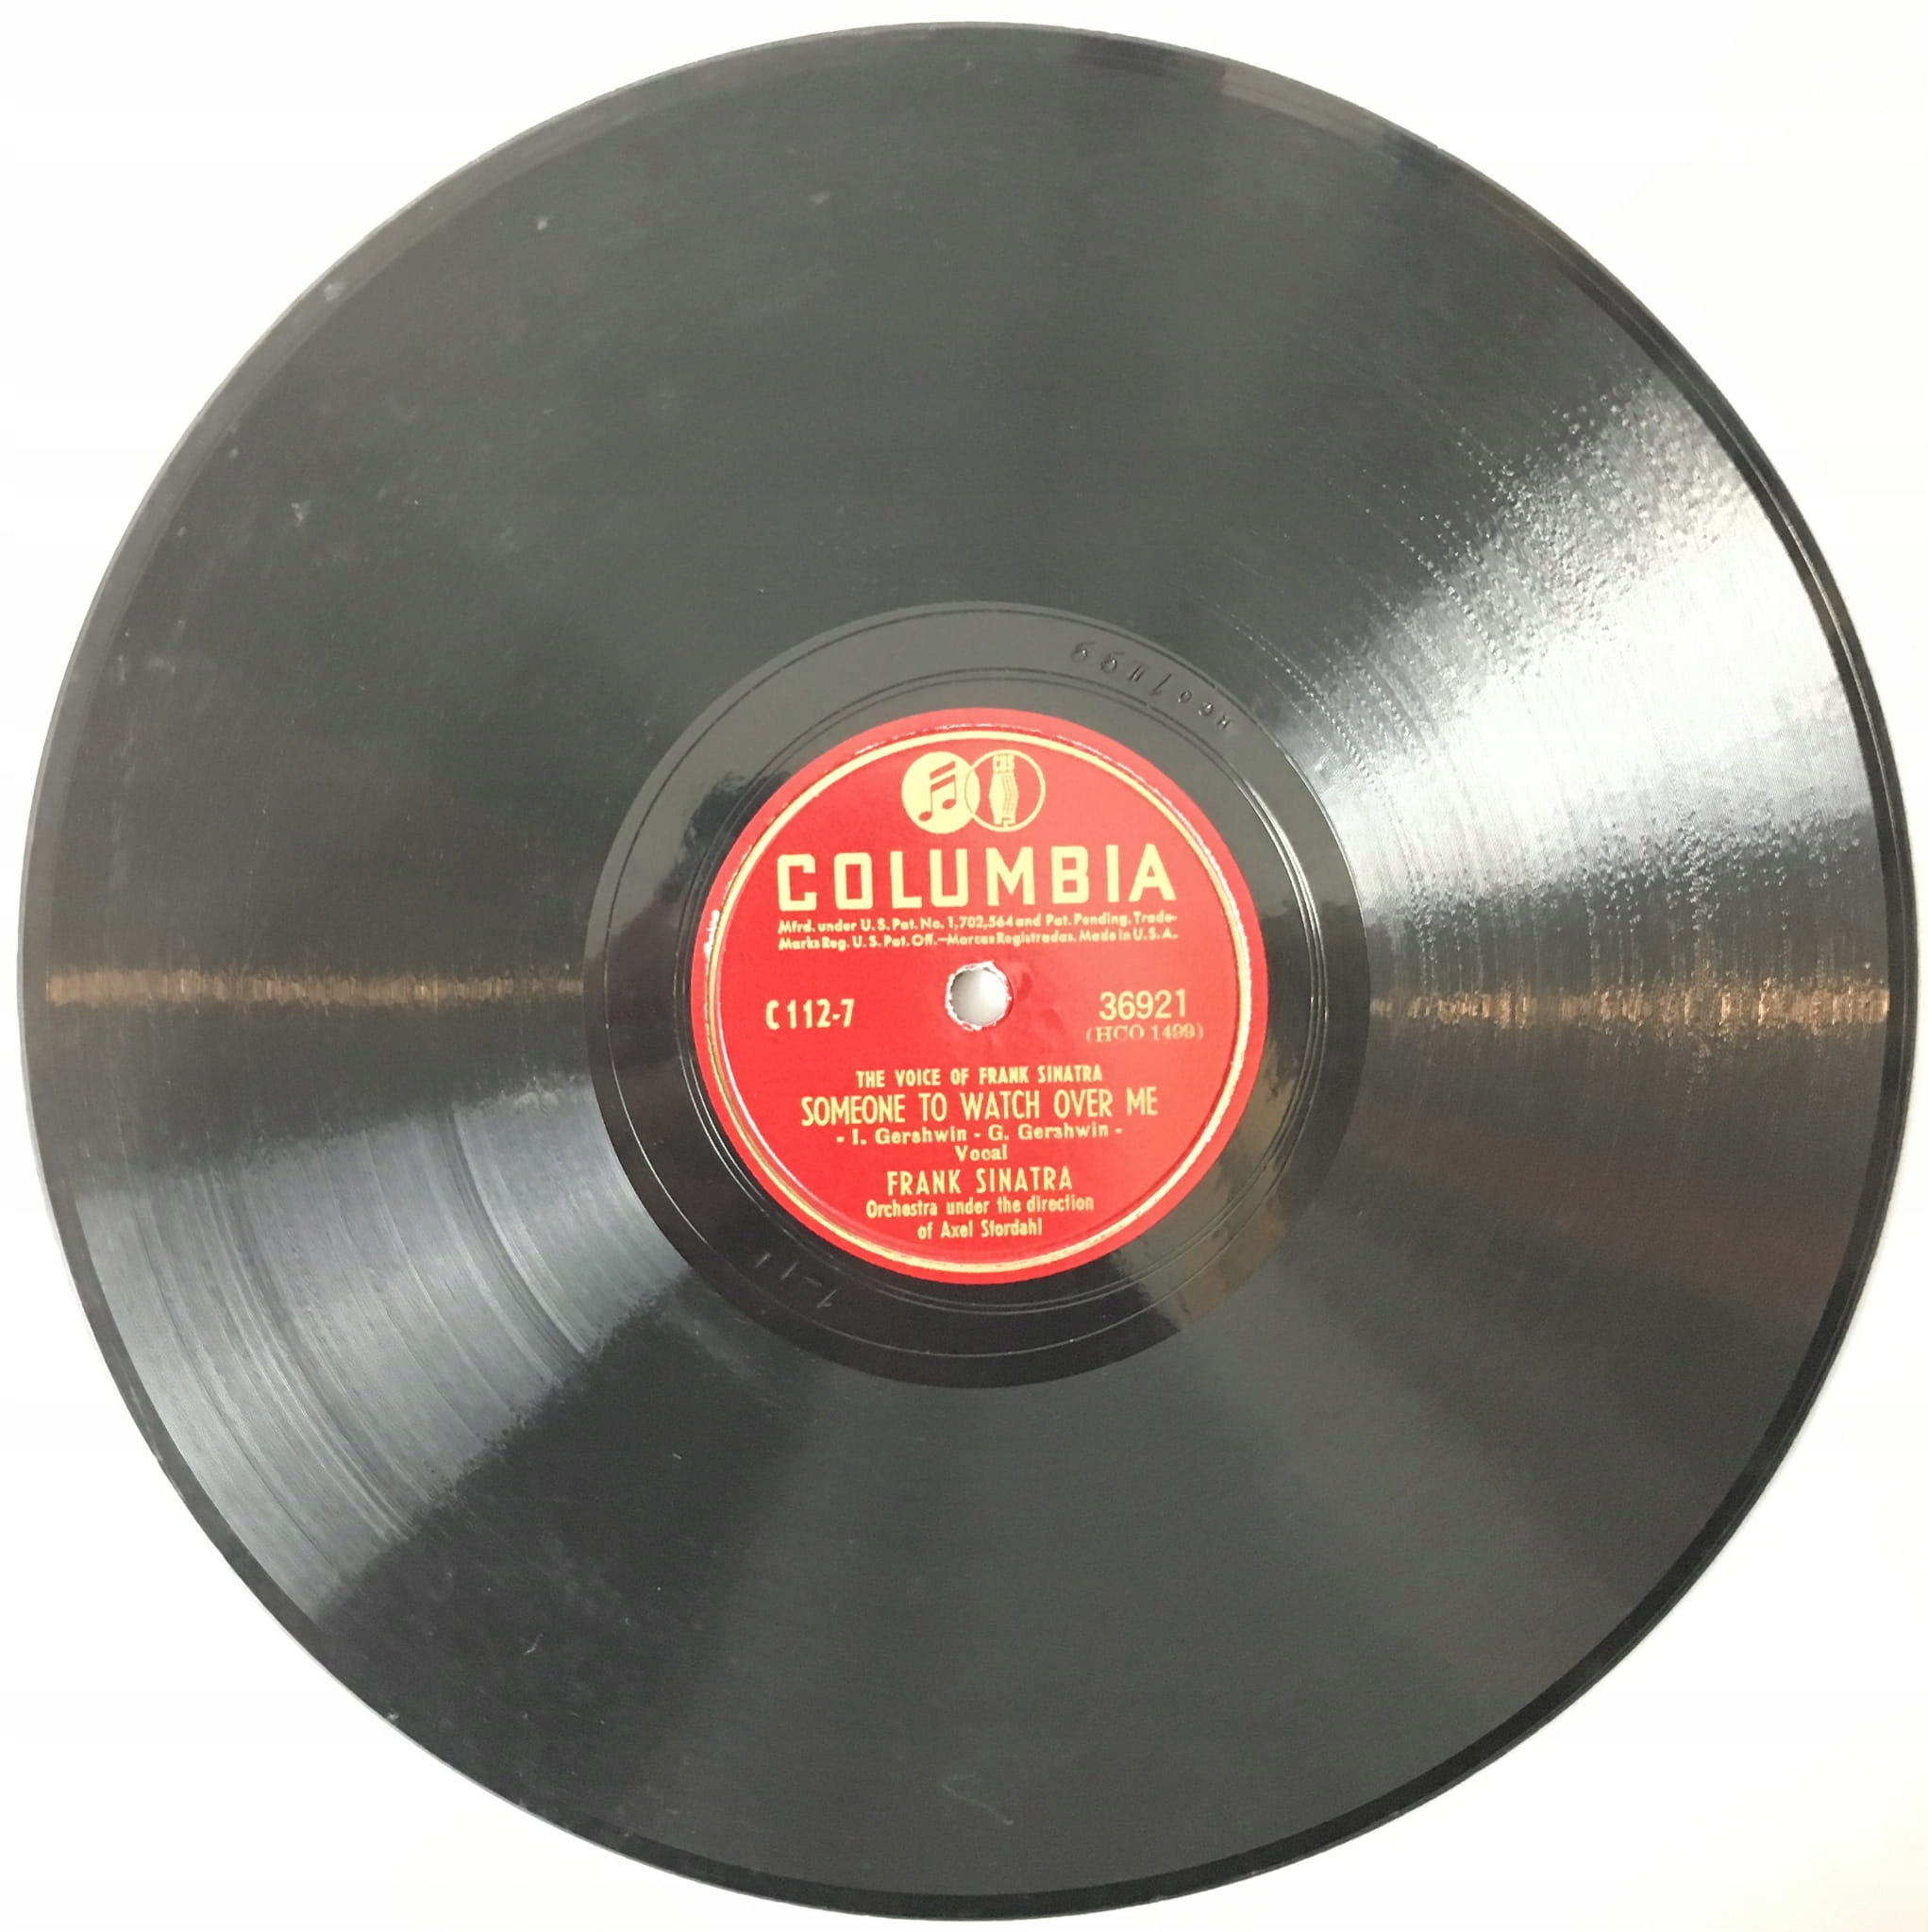 HCO1499
CBS
COLUMBIA
Mfrd. under U. S. Pat. No. 1,702,564 and Pat. Pending. Trade-
Marks Reg. U. S. Pat. Off.—Marcas Registradas. Made in U. S. A.
C 112-7
36921
(HCO 1499)
THE VOICE OF FRANK SINATRA
SOMEONE TO WATCH OVER ME
- I. Gershwin - G. Gershwin -
Vocal
FRANK SINATRA
Orchestra under the direction
of Axel Stordahl